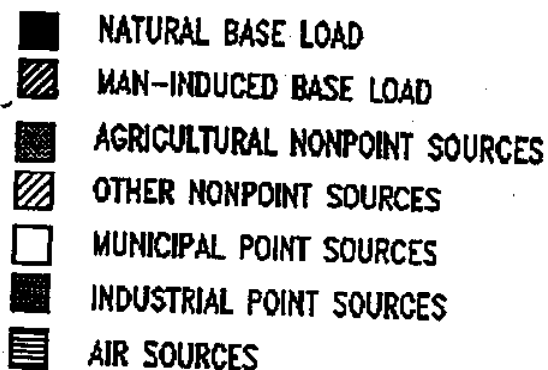 NATURAL BASE LOAD
MAN-INDUCED BASE LOAD
AGRICULTURAL NONPOINT SOURCES
OTHER NONPOINT SOURCES
MUNICIPAL POINT SOURCES
INDUSTRIAL POINT SOURCES
AIR SOURCES